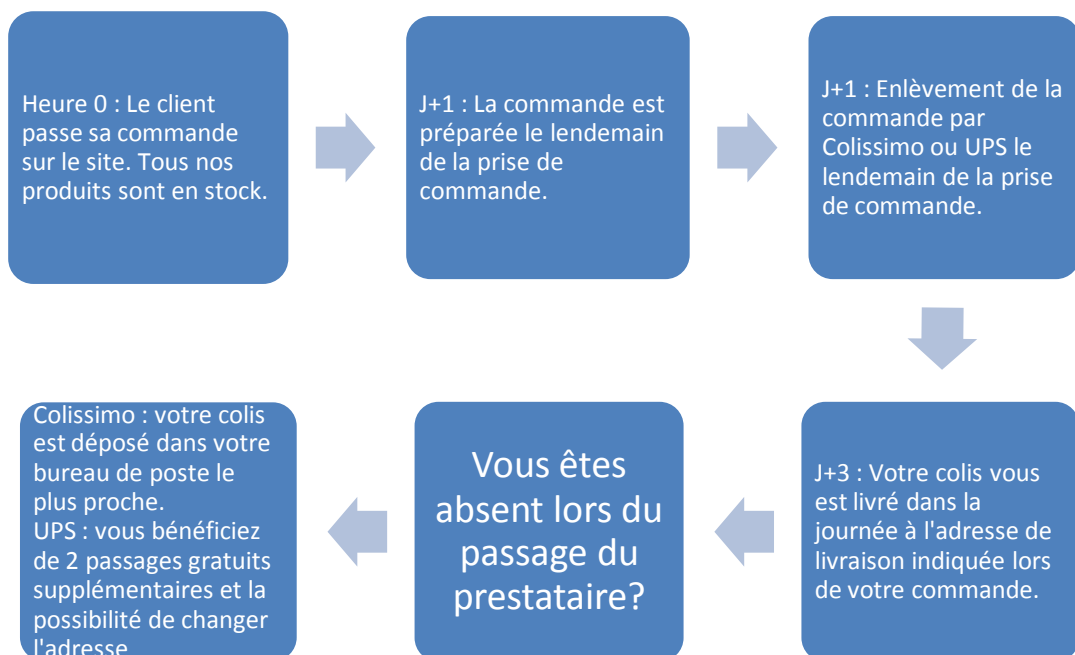 Heure 0 : Le client
passe sa commande
sur le site. Tous nos
produits sont en stock.
J+1 : La commande est
préparée le lendemain
de la prise de
commande.
J+1 : Enlèvement de la
commande par
Colissimo ou UPS le
lendemain de la prise
de commande.
J+3 : Votre colis vous
est livré dans la
journée à l'adresse de
livraison indiquée lors
de votre commande.
Vous êtes
absent lors du
passage du
prestataire?
Colissimo : votre colis
est déposé dans votre
bureau de poste le
plus proche.
UPS : vous bénéficiez
de 2 passages gratuits
supplémentaires et la
possibilité de changer
l'adresse